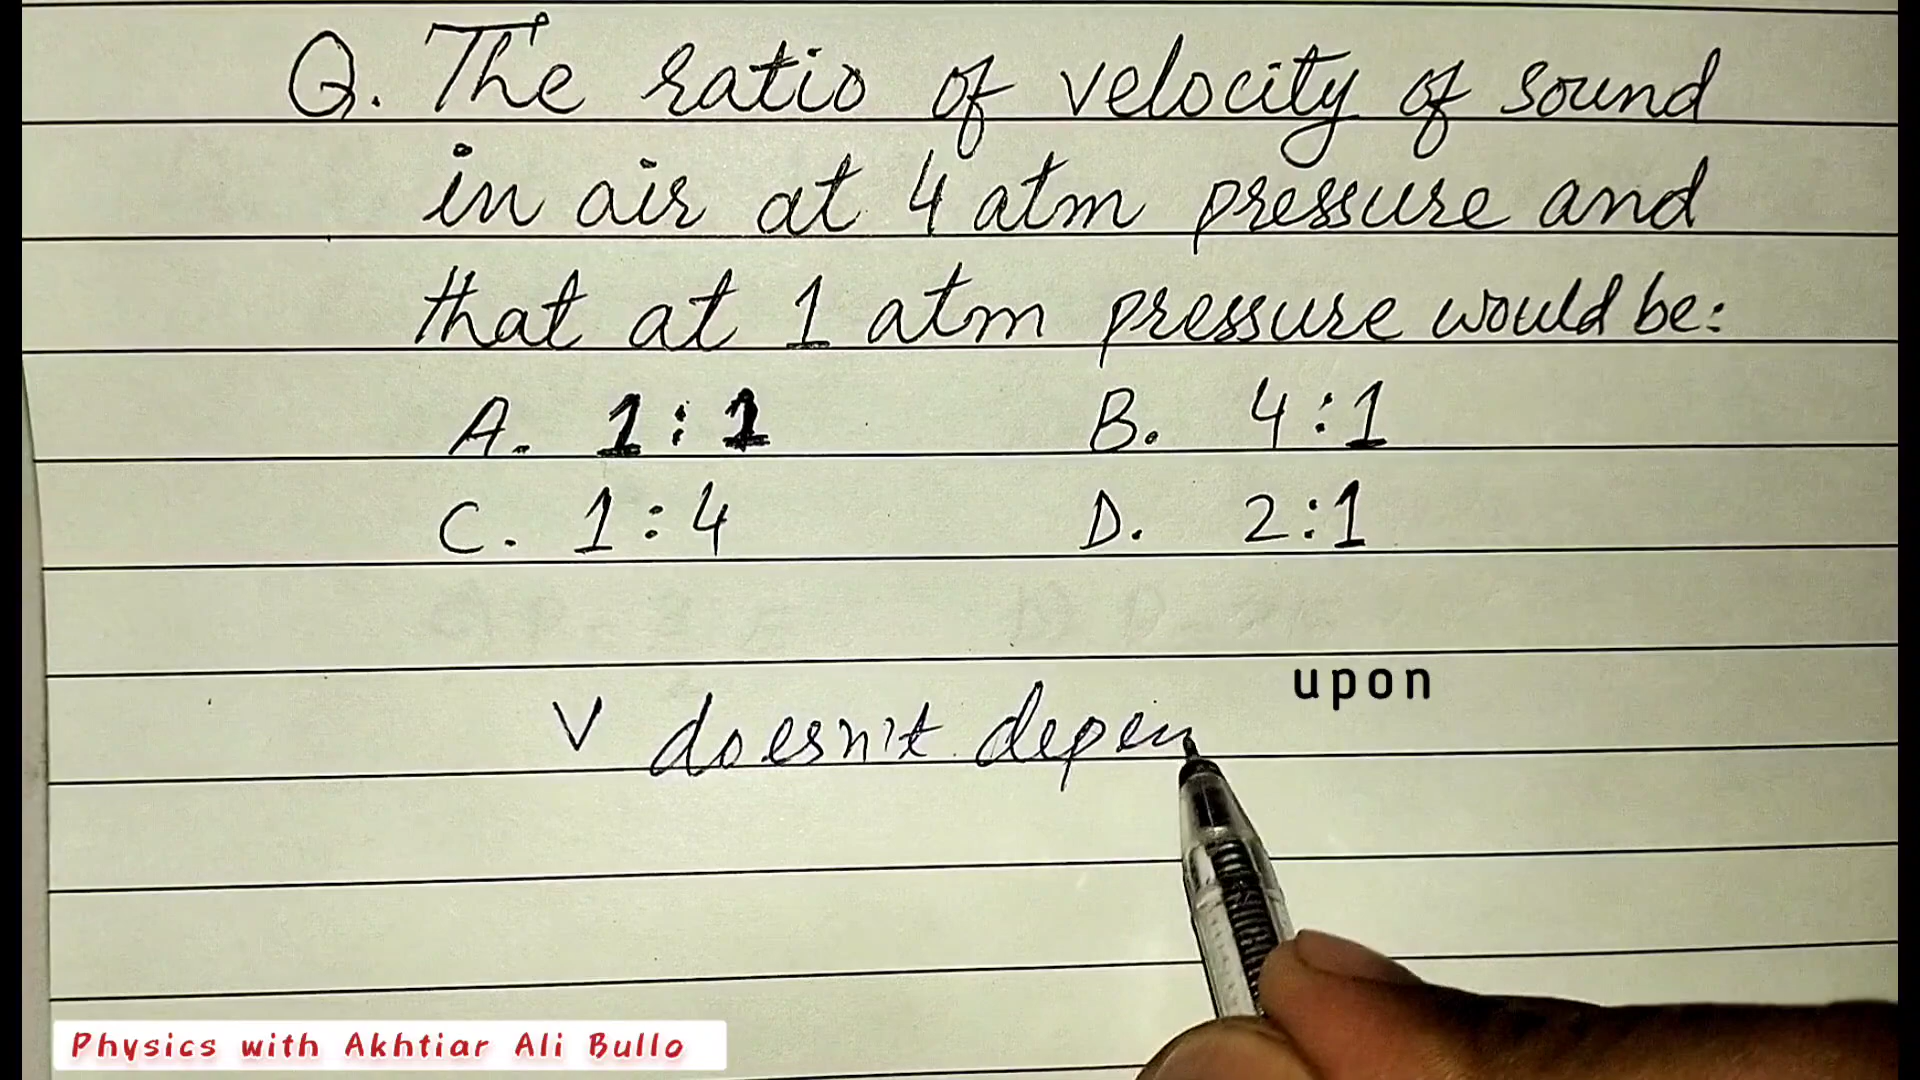 Q. The ratio of velocity of sound
in air at 4 atm pressure and
that at 1 atm pressure would be:
A. 1 : 1 B. 4 : 1
C. 1 : 4 D. 2 : 1
upon
V doesn't depen
Physics with Akhtiar Ali Bullo